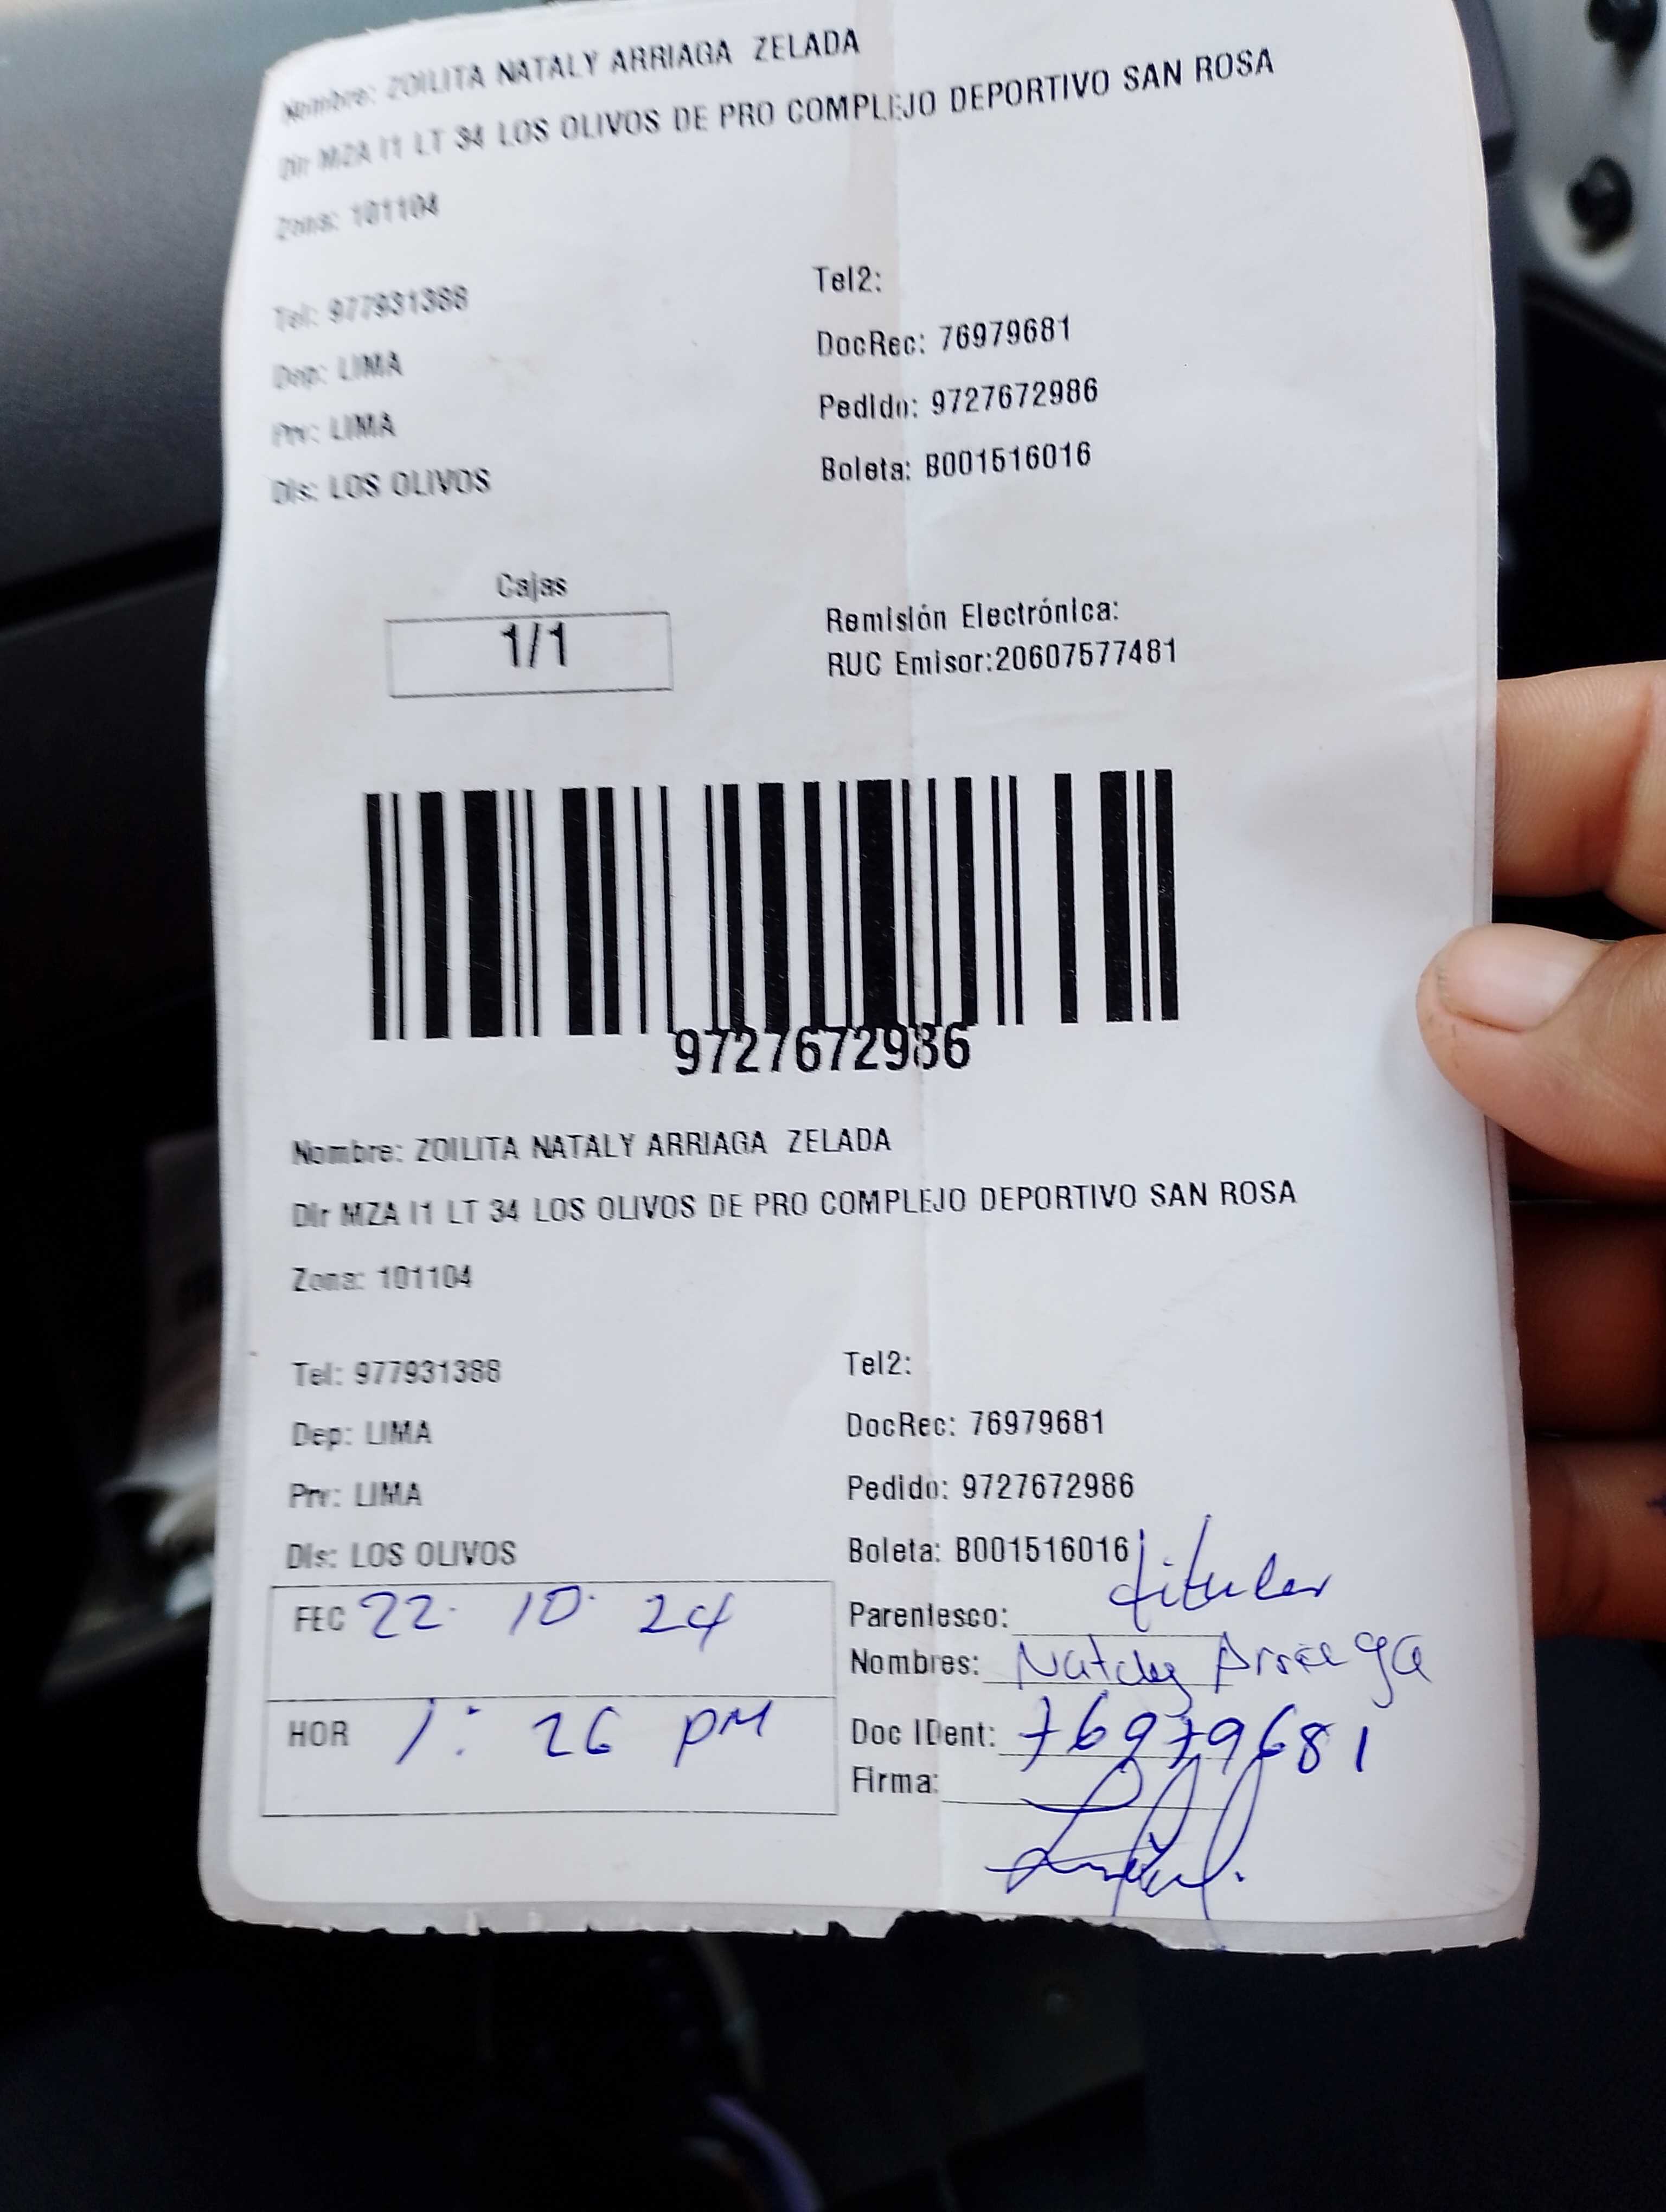 Nombre: ZOILITA NATALY ARRIAGA ZELADA
Dir MZA I1 LT 34 LOS OLIVOS DE PRO COMPLEJO DEPORTIVO SAN ROSA
Zona: 101104
Tel: 977931388 Tel2:
Dep: LIMA DocRec: 76979681
Prv: LIMA Pedido: 9727672986
Dis: LOS OLIVOS Boleta: B001516016
Cajas
1/1
Remisión Electrónica:
RUC Emisor:20607577481
9727672986
Nombre: ZOILITA NATALY ARRIAGA ZELADA
Dir MZA I1 LT 34 LOS OLIVOS DE PRO COMPLEJO DEPORTIVO SAN ROSA
Zona: 101104
Tel: 977931388 Tel2:
Dep: LIMA DocRec: 76979681
Prv: LIMA Pedido: 9727672986
Dis: LOS OLIVOS Boleta: B001516016
FEC 22 · 10 · 24 Parentesco: titular
Nombres: Nataly Arriaga
HOR 1: 26 PM Doc IDent: 76979681
Firma: